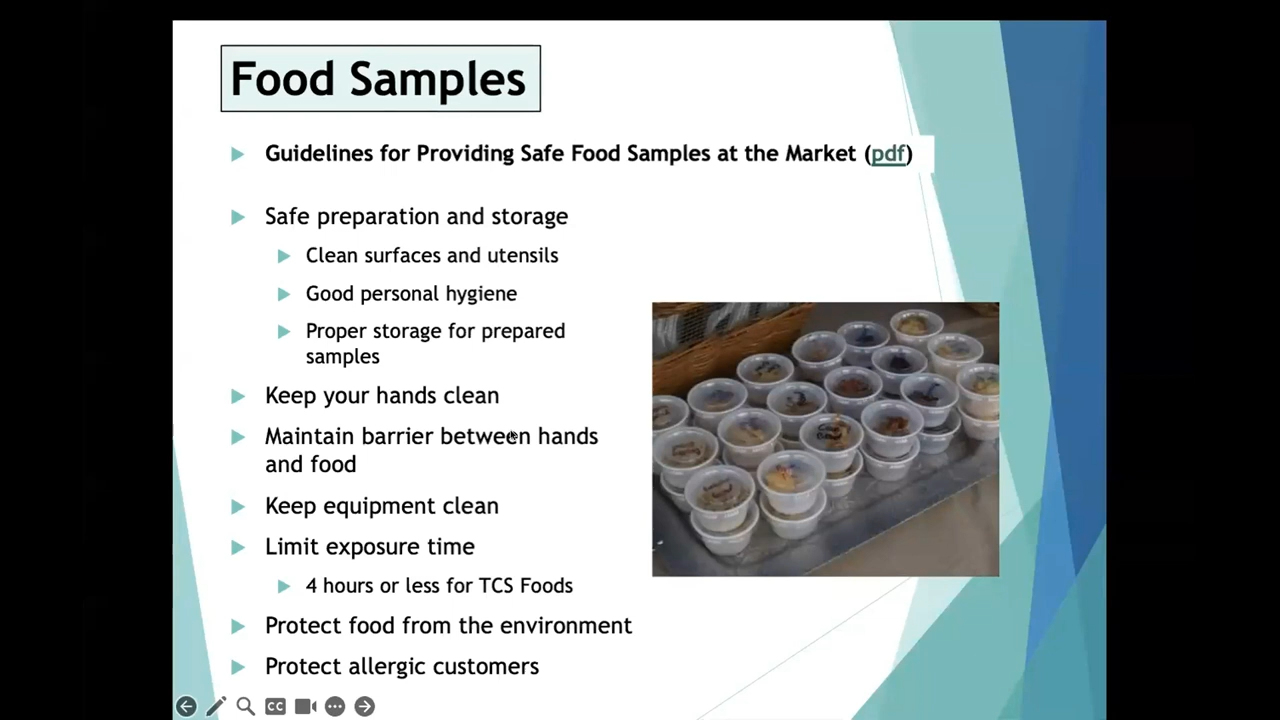 Food Samples
Guidelines for Providing Safe Food Samples at the Market (pdf)
Safe preparation and storage
Clean surfaces and utensils
Good personal hygiene
Proper storage for prepared
samples
Keep your hands clean
Maintain barrier between hands
and food
Keep equipment clean
Limit exposure time
4 hours or less for TCS Foods
Protect food from the environment
Protect allergic customers
CC